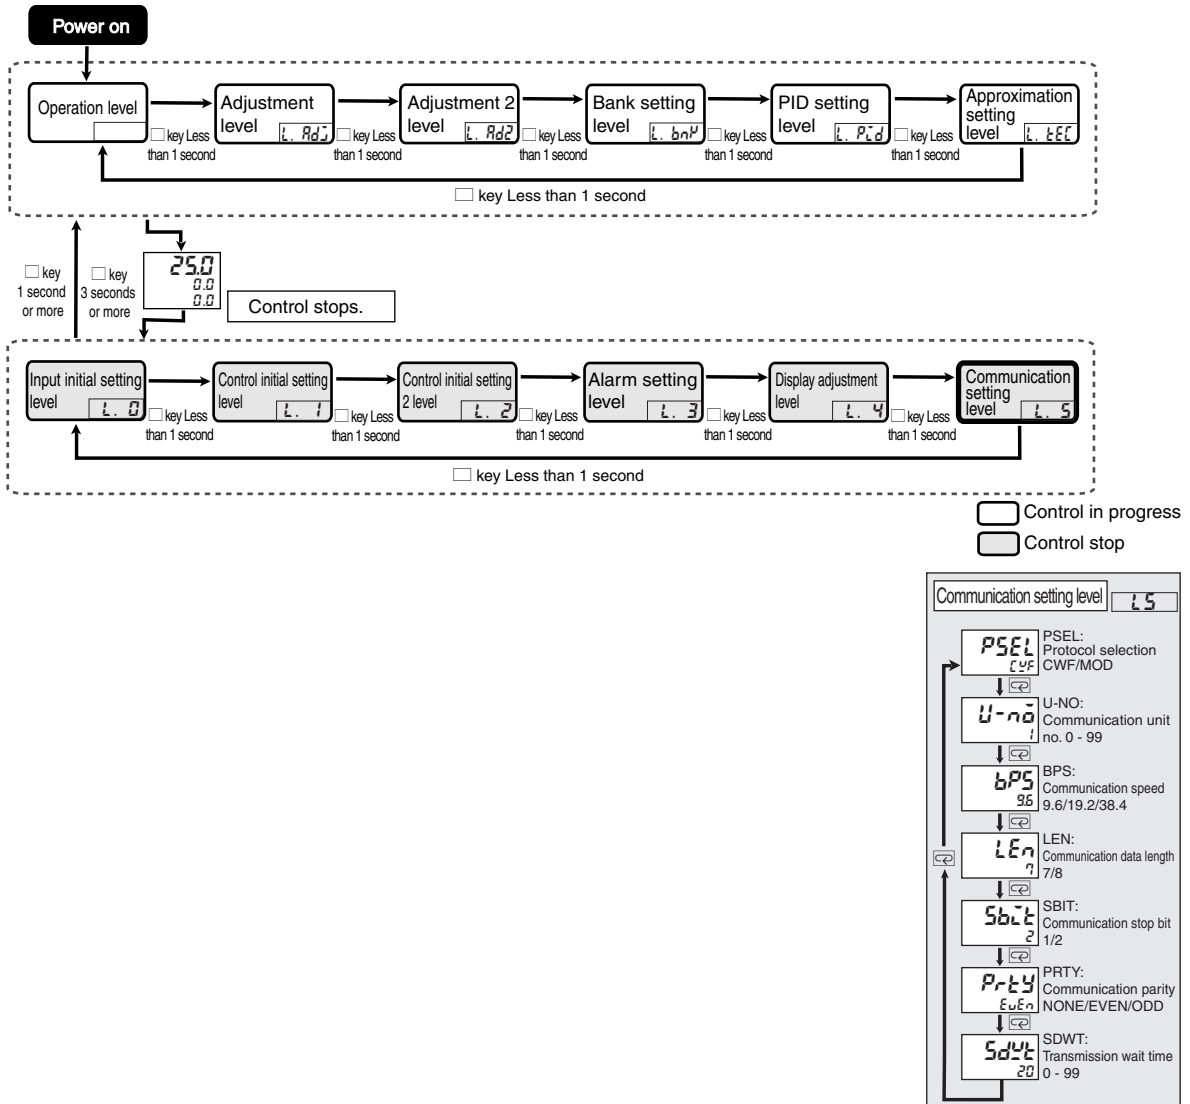 Power on
Operation level
Adjustment
level
L. Adj
Adjustment 2
level
L. Ad2
Bank setting
level
L. bnk
PID setting
level
L. Pid
Approximation
setting
level
L. tEC
key Less
than 1 second
key Less
than 1 second
key Less
than 1 second
key Less
than 1 second
key Less
than 1 second
key Less than 1 second
key
1 second
or more
key
3 seconds
or more
25.0
0.0
0.0
Control stops.
Input initial setting
level
L. 0
Control initial setting
level
L. 1
Control initial setting
2 level
L. 2
Alarm setting
level
L. 3
Display adjustment
level
L. 4
Communication
setting
level
L. 5
key Less
than 1 second
key Less
than 1 second
key Less
than 1 second
key Less
than 1 second
key Less
than 1 second
key Less than 1 second
Control in progress
Control stop
Communication setting level
L5
PSEL
CWF
PSEL:
Protocol selection
CWF/MOD
U-no
1
U-NO:
Communication unit
no. 0 - 99
bPS
9.6
BPS:
Communication speed
9.6/19.2/38.4
LEn
7
LEN:
Communication data length
7/8
Sbit
2
SBIT:
Communication stop bit
1/2
PrtY
EvEn
PRTY:
Communication parity
NONE/EVEN/ODD
Sdwt
20
SDWT:
Transmission wait time
0 - 99